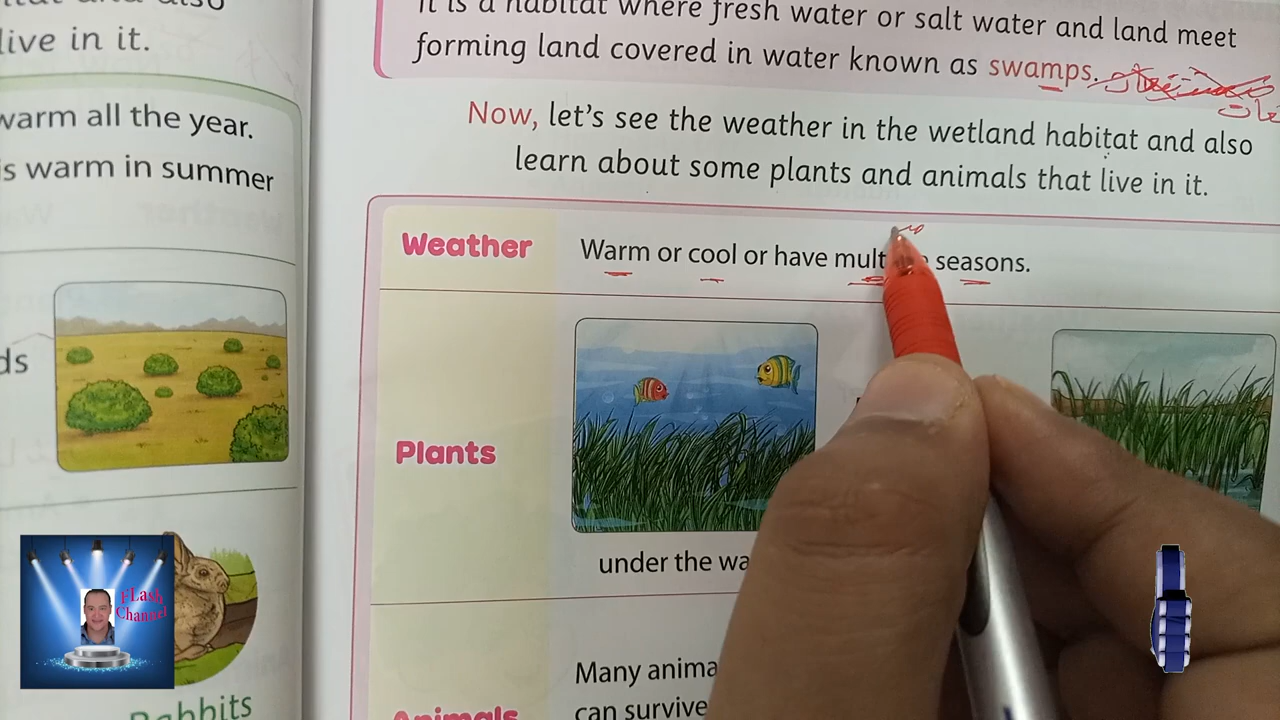 live in it.
warm all the year.
is warm in summer
ds
Rabbits
It is a habitat where fresh water or salt water and land meet
forming land covered in water known as swamps.
Now, let's see the weather in the wetland habitat and also
learn about some plants and animals that live in it.
Weather
Warm or cool or have mult seasons.
Plants
under the wa
Many anima
can survive
Animals
FLash
Channel